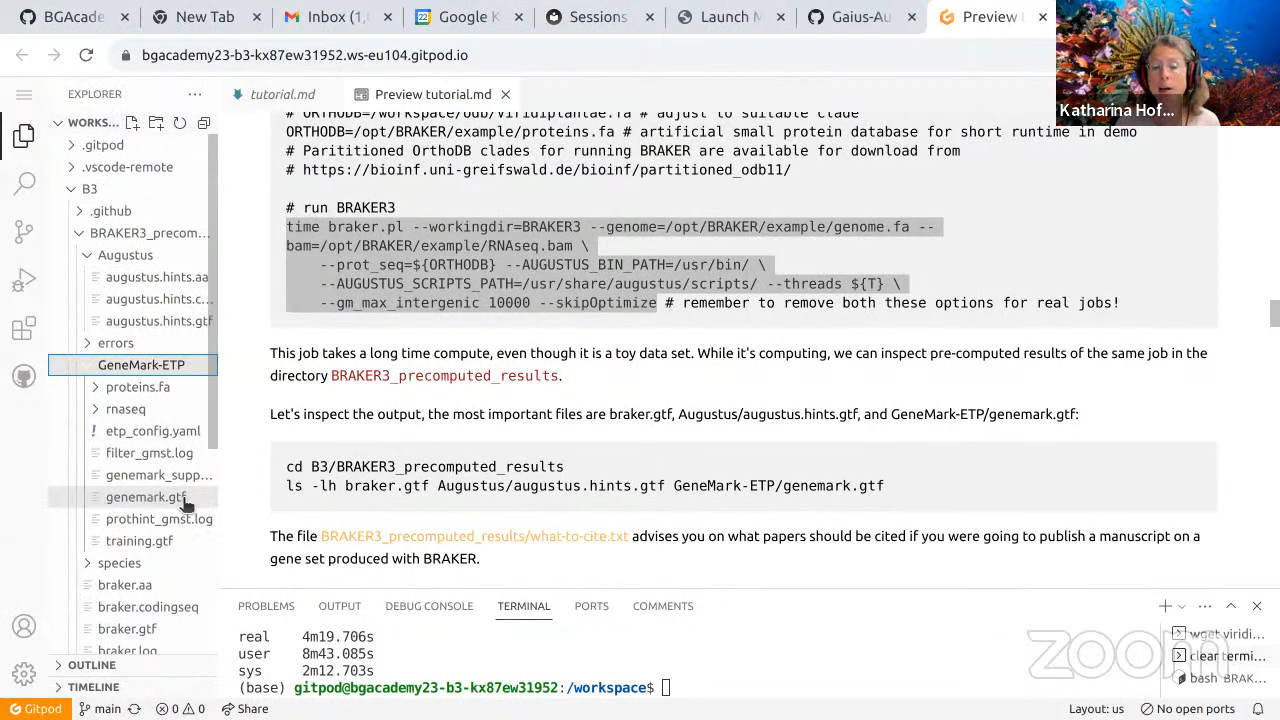 BGAcade
New Tab
Inbox (1,
Google K
Sessions
Launch M
Gaius-Au
Preview
bgacademy23-b3-kx87ew31952.ws-eu104.gitpod.io
Katharina Hof...
EXPLORER
tutorial.md
Preview tutorial.md
WORKS...
.gitpod
.vscode-remote
B3
.github
BRAKER3_precom...
Augustus
augustus.hints.aa
augustus.hints.c...
augustus.hints.gtf
errors
GeneMark-ETP
proteins.fa
rnaseq
etp_config.yaml
filter_gmst.log
genemark_supp...
genemark.gtf
prothint_gmst.log
training.gtf
species
braker.aa
braker.codingseq
braker.gtf
braker.log
OUTLINE
TIMELINE
# ORTHODB=/workspace/odb/viridiplantae.fa # adjust to suitable clade
ORTHODB=/opt/BRAKER/example/proteins.fa # artificial small protein database for short runtime in demo
# Parititioned OrthoDB clades for running BRAKER are available for download from
# https://bioinf.uni-greifswald.de/bioinf/partitioned_odb11/
# run BRAKER3
time braker.pl --workingdir=BRAKER3 --genome=/opt/BRAKER/example/genome.fa --
bam=/opt/BRAKER/example/RNAseq.bam \
--prot_seq=${ORTHODB} --AUGUSTUS_BIN_PATH=/usr/bin/ \
--AUGUSTUS_SCRIPTS_PATH=/usr/share/augustus/scripts/ --threads ${T} \
--gm_max_intergenic 10000 --skipOptimize # remember to remove both these options for real jobs!
This job takes a long time compute, even though it is a toy data set. While it's computing, we can inspect pre-computed results of the same job in the
directory BRAKER3_precomputed_results.
Let's inspect the output, the most important files are braker.gtf, Augustus/augustus.hints.gtf, and GeneMark-ETP/genemark.gtf:
cd B3/BRAKER3_precomputed_results
ls -lh braker.gtf Augustus/augustus.hints.gtf GeneMark-ETP/genemark.gtf
The file BRAKER3_precomputed_results/what-to-cite.txt advises you on what papers should be cited if you were going to publish a manuscript on a
gene set produced with BRAKER.
PROBLEMS
OUTPUT
DEBUG CONSOLE
TERMINAL
PORTS
COMMENTS
real 4m19.706s
user 8m43.085s
sys 2m12.703s
(base) gitpod@bgacademy23-b3-kx87ew31952:/workspace$
wget viridi...
clear termi...
bash BRAK...
zoom
Gitpod
main
0
0
Share
Layout: us
No open ports